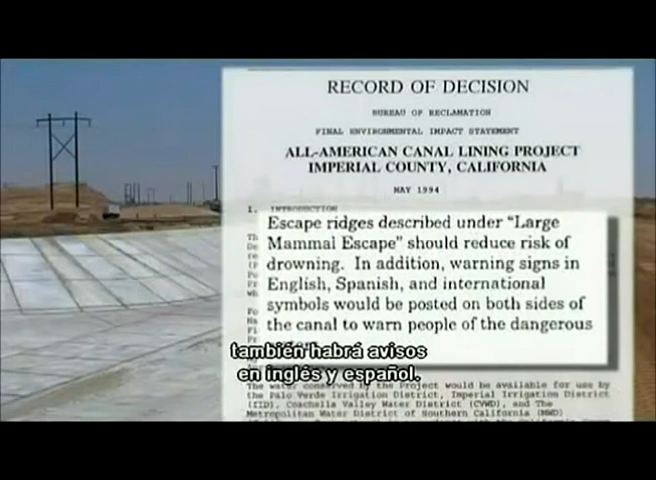 RECORD OF DECISION
BUREAU OF RECLAMATION
FINAL ENVIRONMENTAL IMPACT STATEMENT
ALL-AMERICAN CANAL LINING PROJECT
IMPERIAL COUNTY, CALIFORNIA
MAY 1994
I. INTRODUCTION
Escape ridges described under "Large
Mammal Escape" should reduce risk of
drowning. In addition, warning signs in
English, Spanish, and international
symbols would be posted on both sides of
the canal to warn people of the dangerous
también habrá avisos
en inglés y español.
The water conserved by the Project would be available for use by
the Palo Verde Irrigation District, Imperial Irrigation District
(IID), Coachella Valley Water District (CVWD), and The
Metropolitan Water District of Southern California (MWD)